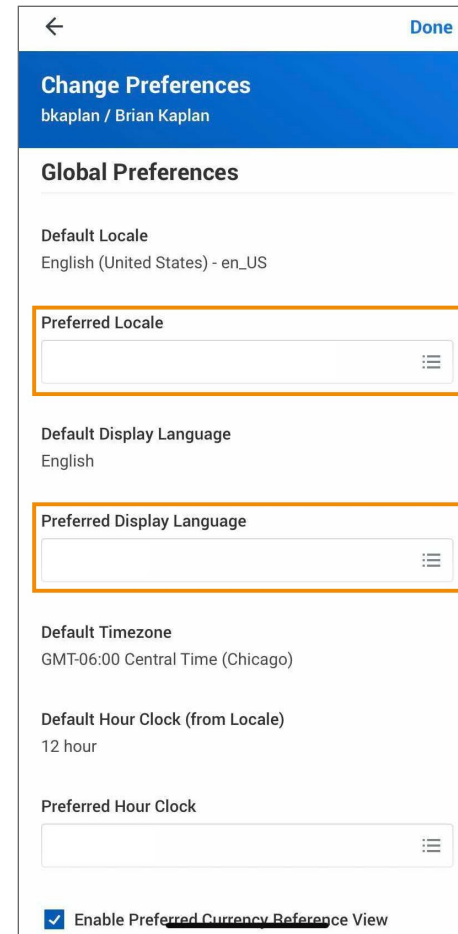 Done
Change Preferences
bkaplan / Brian Kaplan
Global Preferences
Default Locale
English (United States) - en_US
Preferred Locale
Default Display Language
English
Preferred Display Language
Default Timezone
GMT-06:00 Central Time (Chicago)
Default Hour Clock (from Locale)
12 hour
Preferred Hour Clock
Enable Preferred Currency Reference View